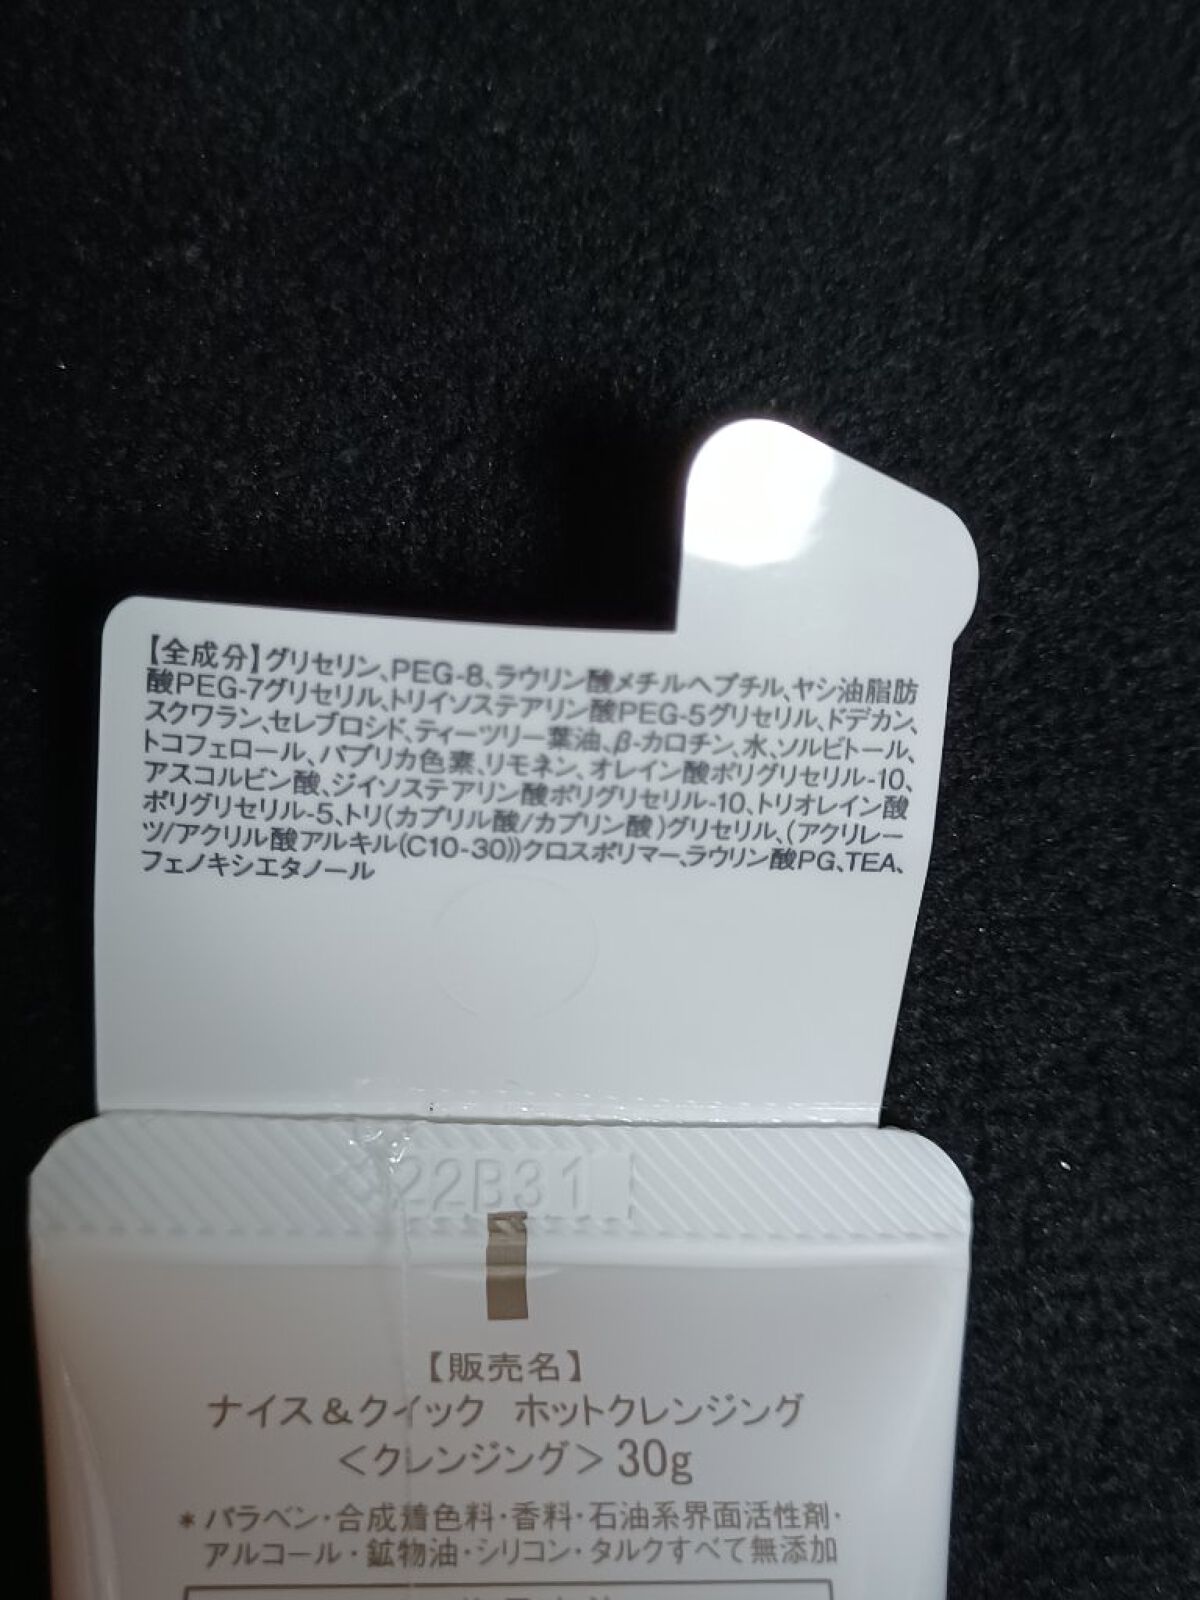 【全成分】グリセリン、PEG-8、ラウリン酸メチルヘプチル、ヤシ油脂肪
酸PEG-7グリセリル、トリイソステアリン酸PEG-5グリセリル、ドデカン、
スクワラン、セレブロシド、ティーツリー葉油、β-カロチン、水、ソルビトール、
トコフェロール、パプリカ色素、リモネン、オレイン酸ポリグリセリル-10、
アスコルビン酸、ジイソステアリン酸ポリグリセリル-10、トリオレイン酸
ポリグリセリル-5、トリ(カプリル酸/カプリン酸)グリセリル、(アクリレー
ツ/アクリル酸アルキル(C10-30))クロスポリマー、ラウリン酸PG、TEA、
フェノキシエタノール
22B31
【販売名】
ナイス&クイック ホットクレンジング
<クレンジング> 30g
*パラベン・合成着色料・香料・石油系界面活性剤・
アルコール・鉱物油・シリコン・タルクすべて無添加